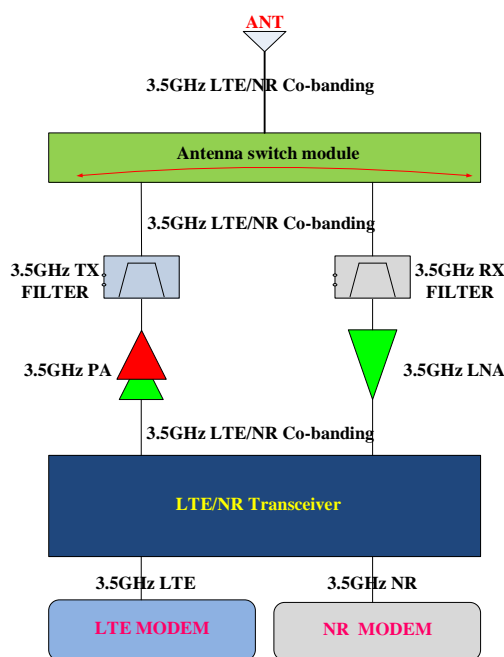 ANT
3.5GHz LTE/NR Co-banding
Antenna switch module
3.5GHz LTE/NR Co-banding
3.5GHz TX
FILTER
3.5GHz RX
FILTER
3.5GHz PA
3.5GHz LNA
3.5GHz LTE/NR Co-banding
LTE/NR Transceiver
3.5GHz LTE
3.5GHz NR
LTE MODEM
NR MODEM